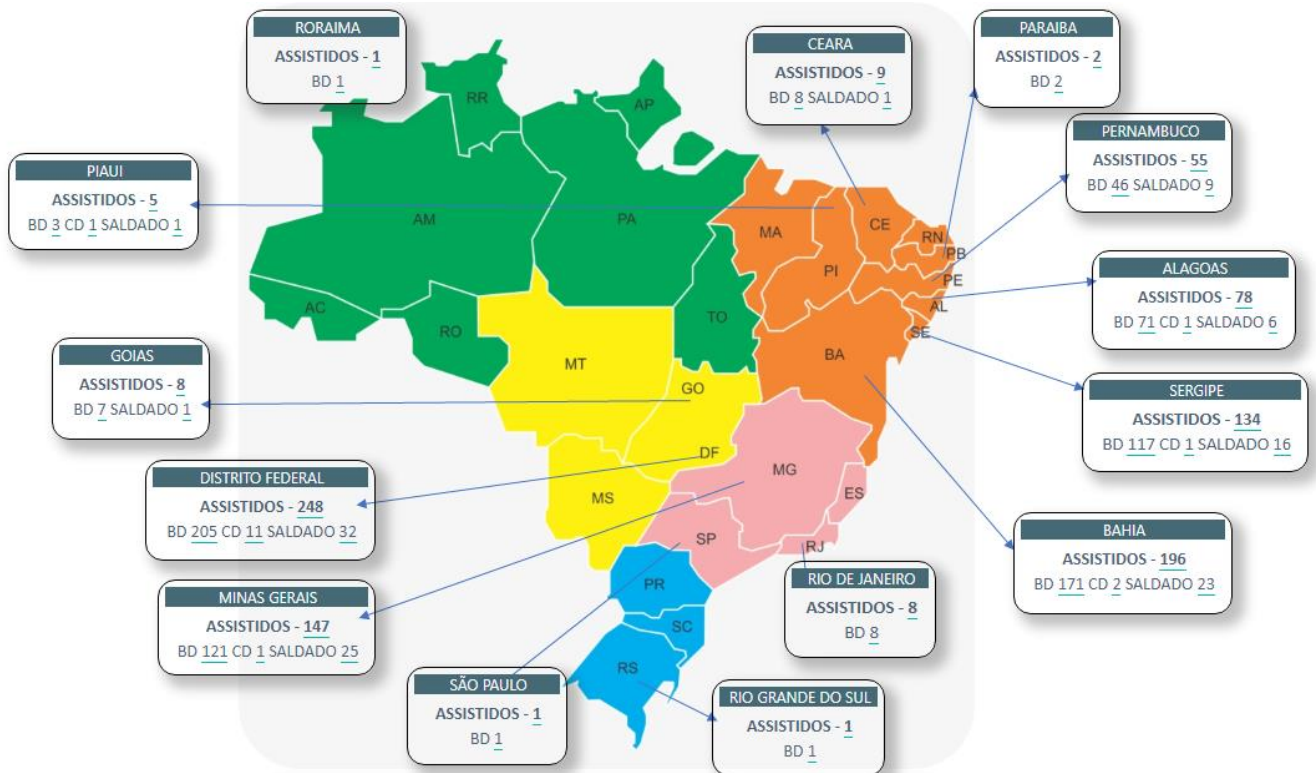 RORAIMA
ASSISTIDOS - 1
BD 1
CEARA
ASSISTIDOS - 9
BD 8 SALDADO 1
PARAIBA
ASSISTIDOS - 2
BD 2
PERNAMBUCO
ASSISTIDOS - 55
BD 46 SALDADO 9
PIAUI
ASSISTIDOS - 5
BD 3 CD 1 SALDADO 1
ALAGOAS
ASSISTIDOS - 78
BD 71 CD 1 SALDADO 6
GOIAS
ASSISTIDOS - 8
BD 7 SALDADO 1
SERGIPE
ASSISTIDOS - 134
BD 117 CD 1 SALDADO 16
DISTRITO FEDERAL
ASSISTIDOS - 248
BD 205 CD 11 SALDADO 32
BAHIA
ASSISTIDOS - 196
BD 171 CD 2 SALDADO 23
MINAS GERAIS
ASSISTIDOS - 147
BD 121 CD 1 SALDADO 25
RIO DE JANEIRO
ASSISTIDOS - 8
BD 8
SÃO PAULO
ASSISTIDOS - 1
BD 1
RIO GRANDE DO SUL
ASSISTIDOS - 1
BD 1
RR
AP
AM
PA
MA
CE
RN
PB
PI
PE
AL
AC
RO
TO
SE
BA
MT
GO
DF
MG
MS
ES
SP
RJ
PR
SC
RS